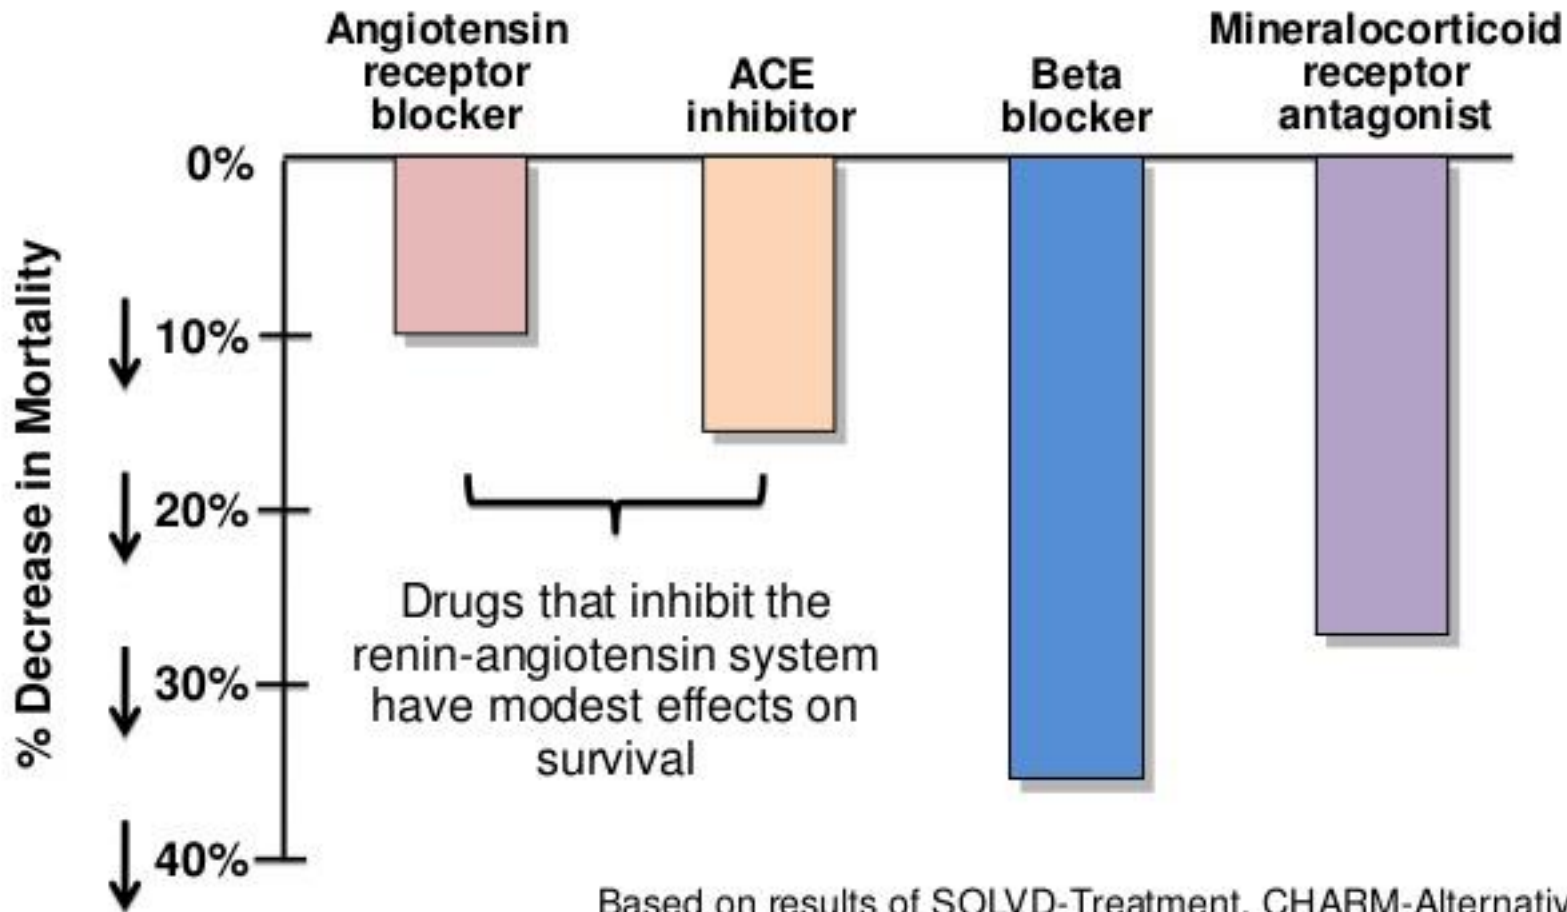 Angiotensin
receptor
blocker
ACE
inhibitor
Beta
blocker
Mineralocorticoid
receptor
antagonist
% Decrease in Mortality
0%
10%
20%
30%
40%
Drugs that inhibit the
renin-angiotensin system
have modest effects on
survival
Based on results of SOLVD-Treatment, CHARM-Alternativ